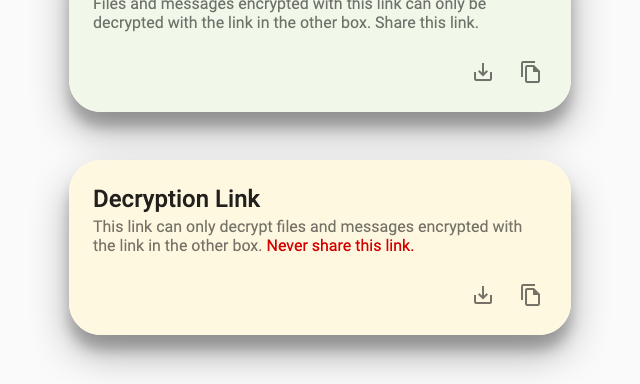 Files and messages encrypted with this link can only be
decrypted with the link in the other box. Share this link.
Decryption Link
This link can only decrypt files and messages encrypted with
the link in the other box. Never share this link.